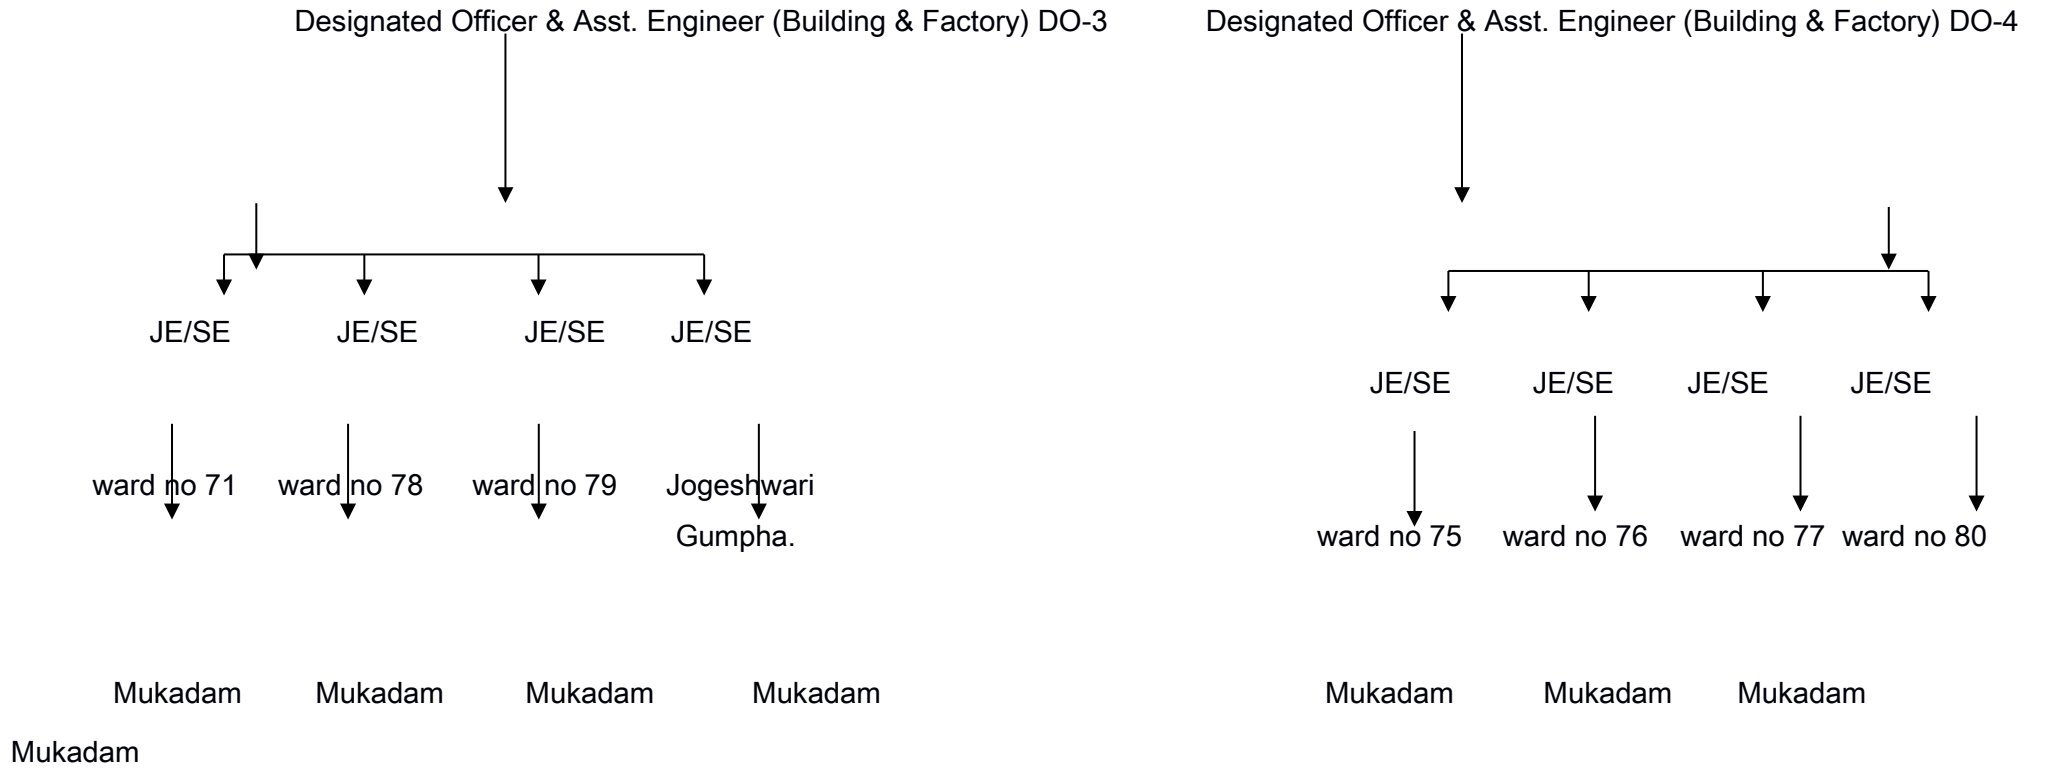 Designated Officer & Asst. Engineer (Building & Factory) DO-3 Designated Officer & Asst. Engineer (Building & Factory) DO-4
JE/SE JE/SE JE/SE JE/SE
JE/SE JE/SE JE/SE JE/SE
ward no 71 ward no 78 ward no 79 Jogeshwari
Gumpha. ward no 75 ward no 76 ward no 77 ward no 80
Mukadam Mukadam Mukadam Mukadam Mukadam Mukadam Mukadam
Mukadam